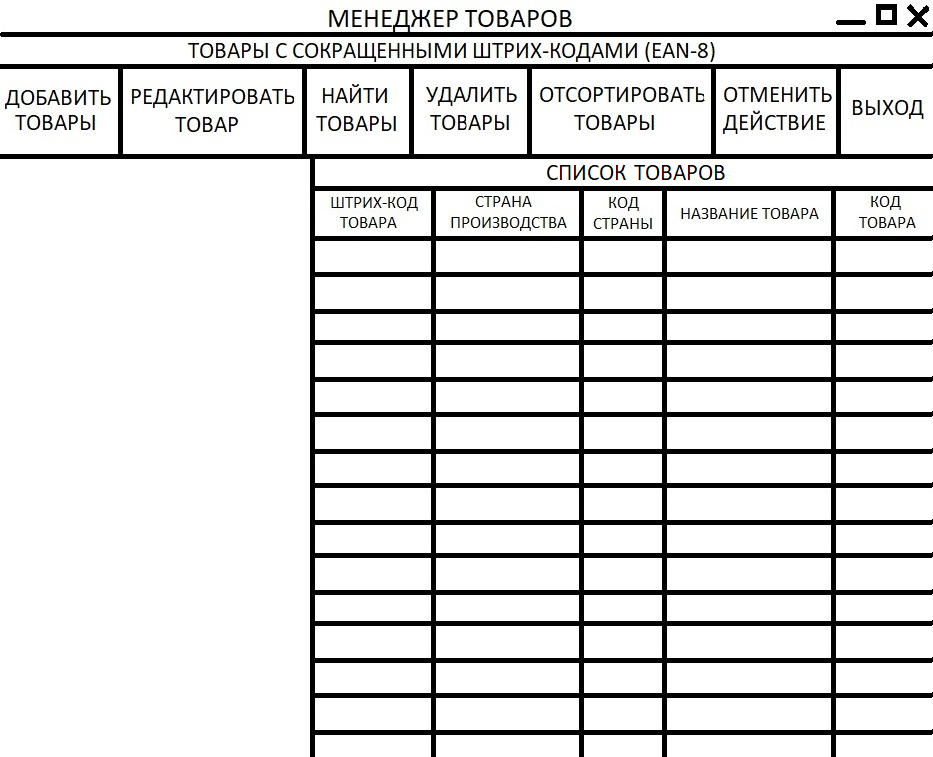 МЕНЕДЖЕР ТОВАРОВ
ТОВАРЫ С СОКРАЩЕННЫМИ ШТРИХ-КОДАМИ (EAN-8)
ДОБАВИТЬ
ТОВАРЫ
РЕДАКТИРОВАТЬ
ТОВАР
НАЙТИ
ТОВАРЫ
УДАЛИТЬ
ТОВАРЫ
ОТСОРТИРОВАТЬ
ТОВАРЫ
ОТМЕНИТЬ
ДЕЙСТВИЕ
ВЫХОД
СПИСОК ТОВАРОВ
ШТРИХ-КОД
ТОВАРА
СТРАНА
ПРОИЗВОДСТВА
КОД
СТРАНЫ
НАЗВАНИЕ ТОВАРА
КОД
ТОВАРА